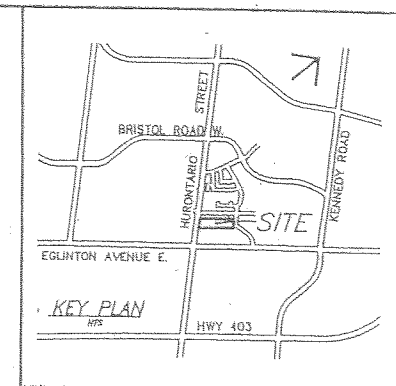 STREET
BRISTOL ROAD W.
HURONTARIO
KENNEDY ROAD
SITE
EGLINTON AVENUE E.
KEY PLAN
NTS
HWY 403